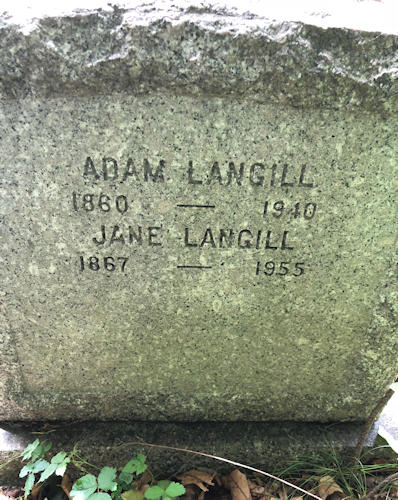 ADAM LANGILL
1860 — 1940
JANE LANGILL
1867 — 1955